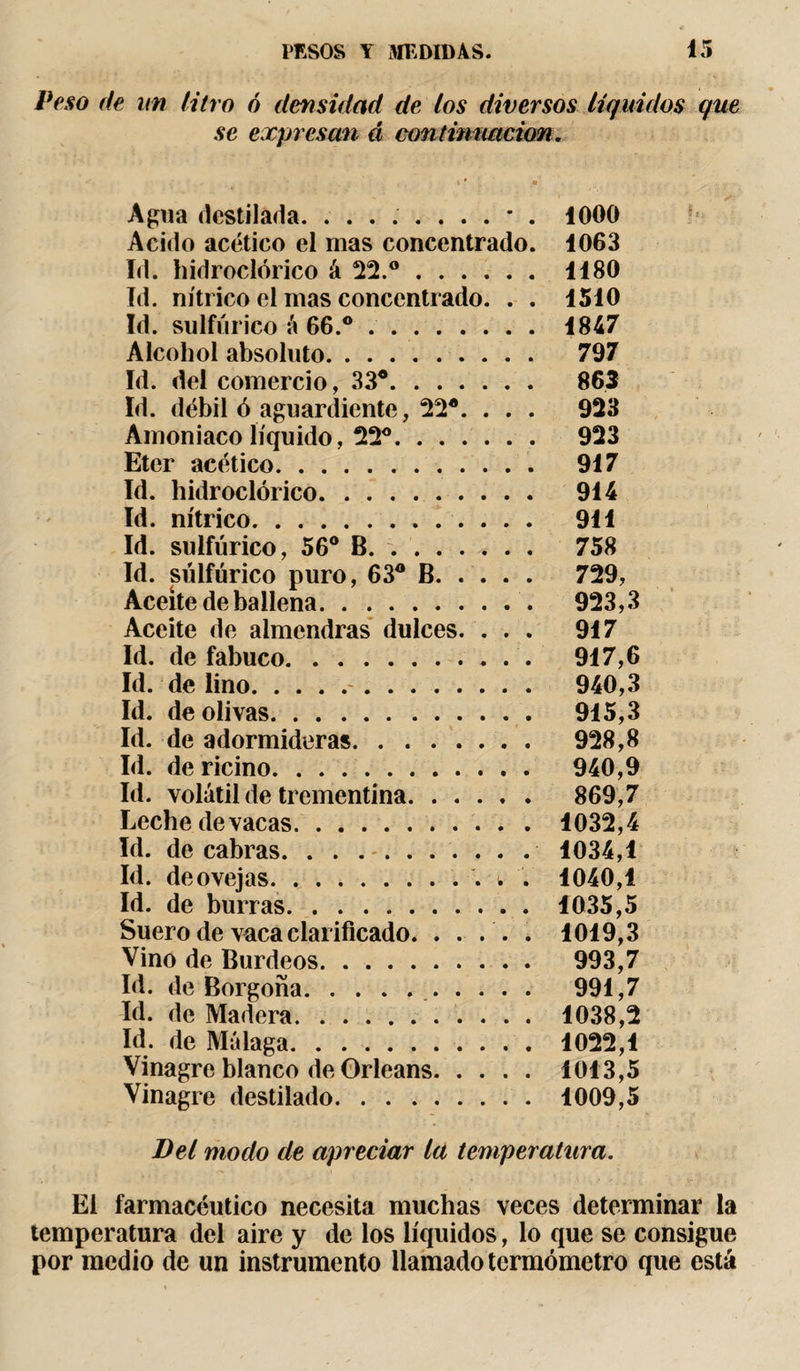 PESOS Y MEDIDAS. 15
Peso de un litro ó densidad de los diversos líquidos que
se expresan á continuacion.
Agua destilada. . . . . . . . . . . 1000
Acido acético el mas concentrado. 1063
Id. hidroclórico á 22.º . . . . . . 1180
Id. nítrico el mas concentrado. . . 1510
Id. sulfúrico á 66.º . . . . . . . . 1847
Alcohol absoluto. . . . . . . . . . 797
Id. del comercio, 33º. . . . . . . 863
Id. débil ó aguardiente, 22º. . . . 923
Amoniaco líquido, 22º. . . . . . . 923
Eter acético. . . . . . . . . . . . 917
Id. hidroclórico. . . . . . . . . . 914
Id. nítrico. . . . . . . . . . . . . 911
Id. sulfúrico, 56º B. . . . . . . . 758
Id. súlfúrico puro, 63º B. . . . . 729,
Aceite de ballena. . . . . . . . . . 923,3
Aceite de almendras dulces. . . . 917
Id. de fabuco. . . . . . . . . . . 917,6
Id. de lino. . . . . . . . . . . . . 940,3
Id. de olivas. . . . . . . . . . . . 915,3
Id. de adormideras. . . . . . . . 928,8
Id. de ricino. . . . . . . . . . . . 940,9
Id. volátil de trementina. . . . . . 869,7
Leche de vacas. . . . . . . . . . . 1032,4
Id. de cabras. . . . . . . . . . . . 1034,1
Id. de ovejas. . . . . . . . . . . . 1040,1
Id. de burras. . . . . . . . . . . 1035,5
Suero de vaca clarificado. . . . . . 1019,3
Vino de Burdeos. . . . . . . . . . 993,7
Id. de Borgoña. . . . . . . . . . 991,7
Id. de Madera. . . . . . . . . . . 1038,2
Id. de Málaga. . . . . . . . . . . 1022,1
Vinagre blanco de Orleans. . . . . 1013,5
Vinagre destilado. . . . . . . . . 1009,5
Del modo de apreciar la temperatura.
El farmacéutico necesita muchas veces determinar la
temperatura del aire y de los líquidos, lo que se consigue
por medio de un instrumento llamado termómetro que está